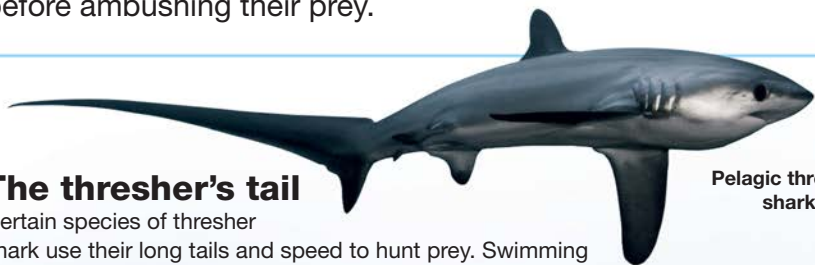 before ambushing their prey.
The thresher's tail
ertain species of thresher
hark use their long tails and speed to hunt prey. Swimming
Pelagic thre
shark